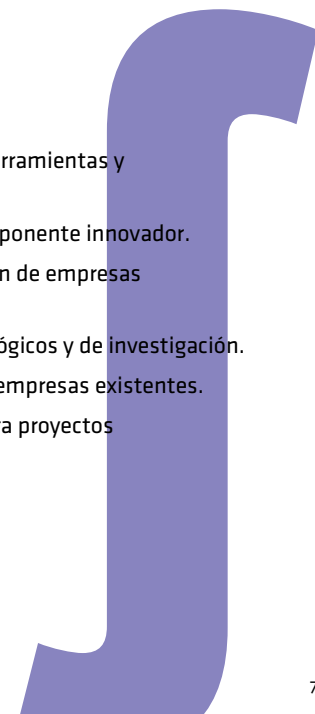 rramientas y
ponente innovador.
n de empresas
ógicos y de investigación.
empresas existentes.
a proyectos
7